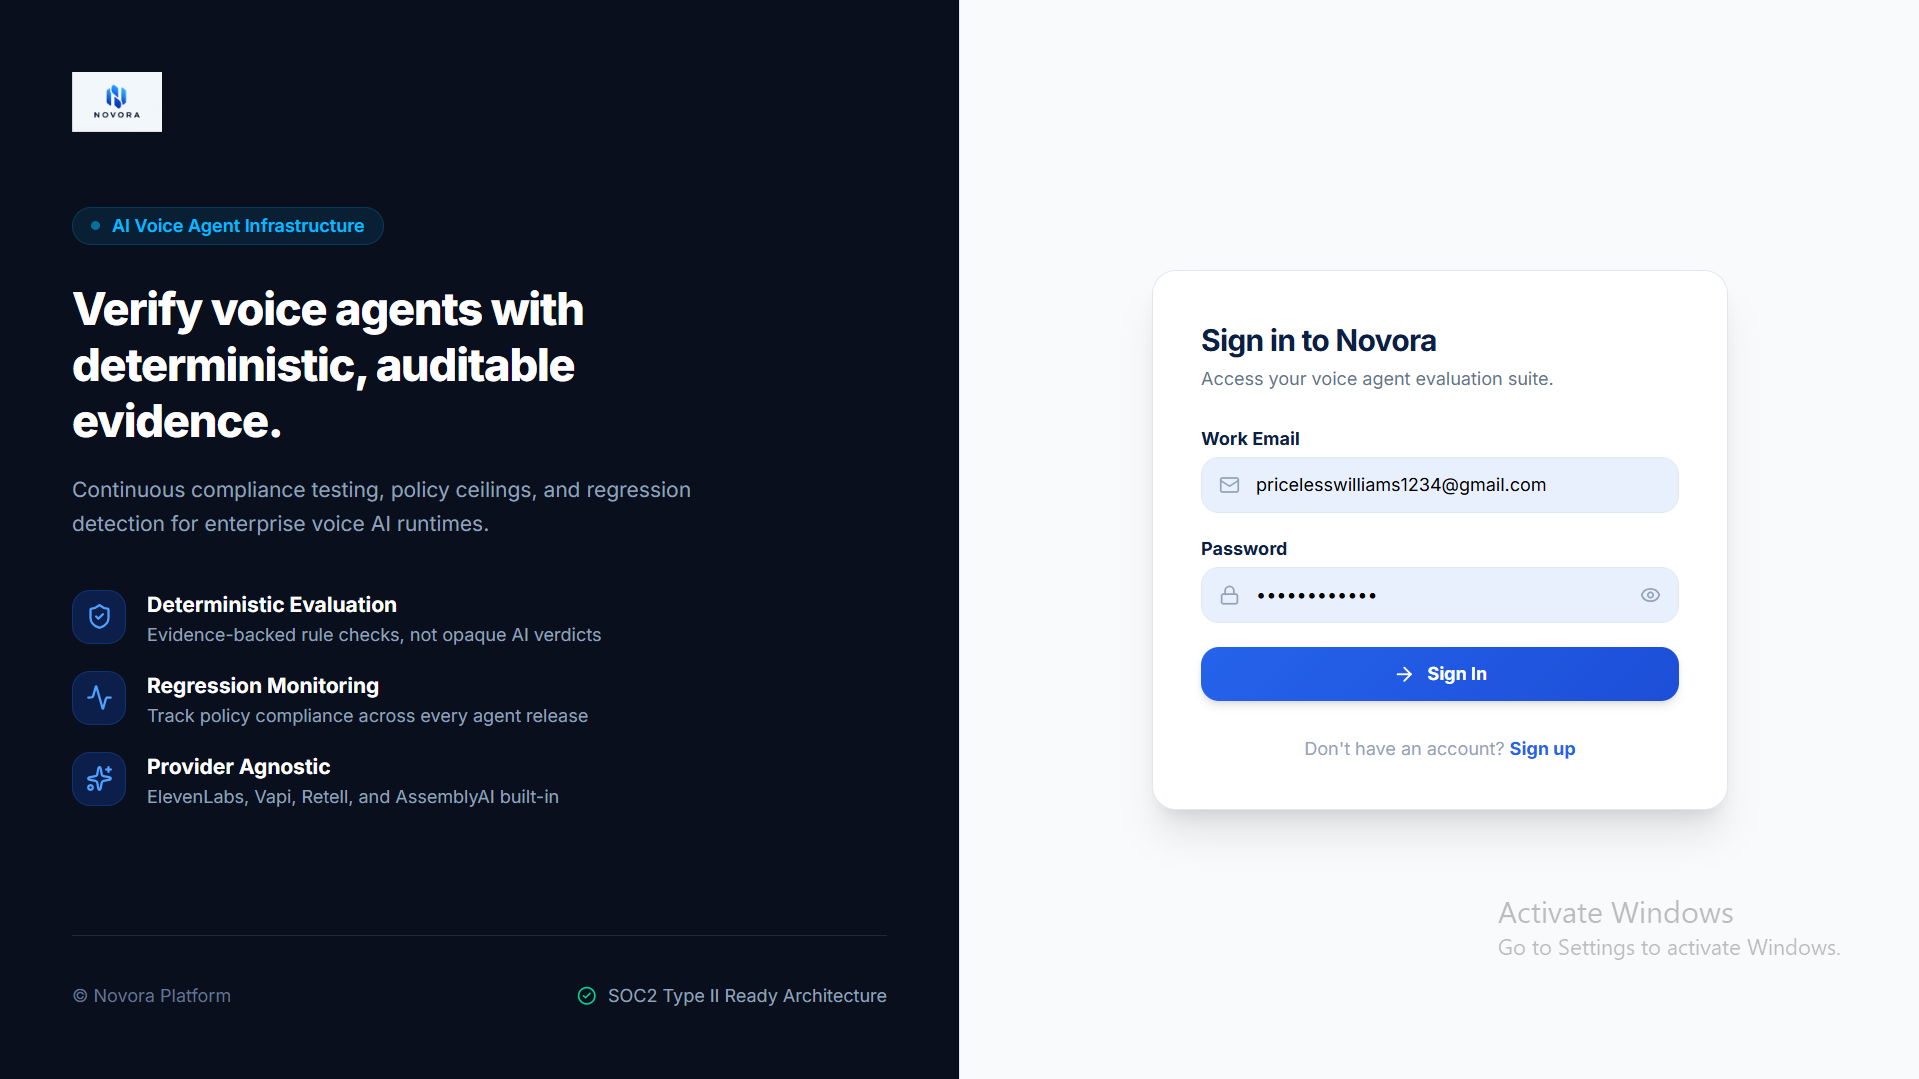 NOVORA
AI Voice Agent Infrastructure
Verify voice agents with
deterministic, auditable
evidence.
Continuous compliance testing, policy ceilings, and regression
detection for enterprise voice AI runtimes.
Deterministic Evaluation
Evidence-backed rule checks, not opaque AI verdicts
Regression Monitoring
Track policy compliance across every agent release
Provider Agnostic
ElevenLabs, Vapi, Retell, and AssemblyAI built-in
© Novora Platform
SOC2 Type II Ready Architecture
Sign in to Novora
Access your voice agent evaluation suite.
Work Email
pricelesswilliams1234@gmail.com
Password
••••••••••••
Sign In
Don't have an account? Sign up
Activate Windows
Go to Settings to activate Windows.